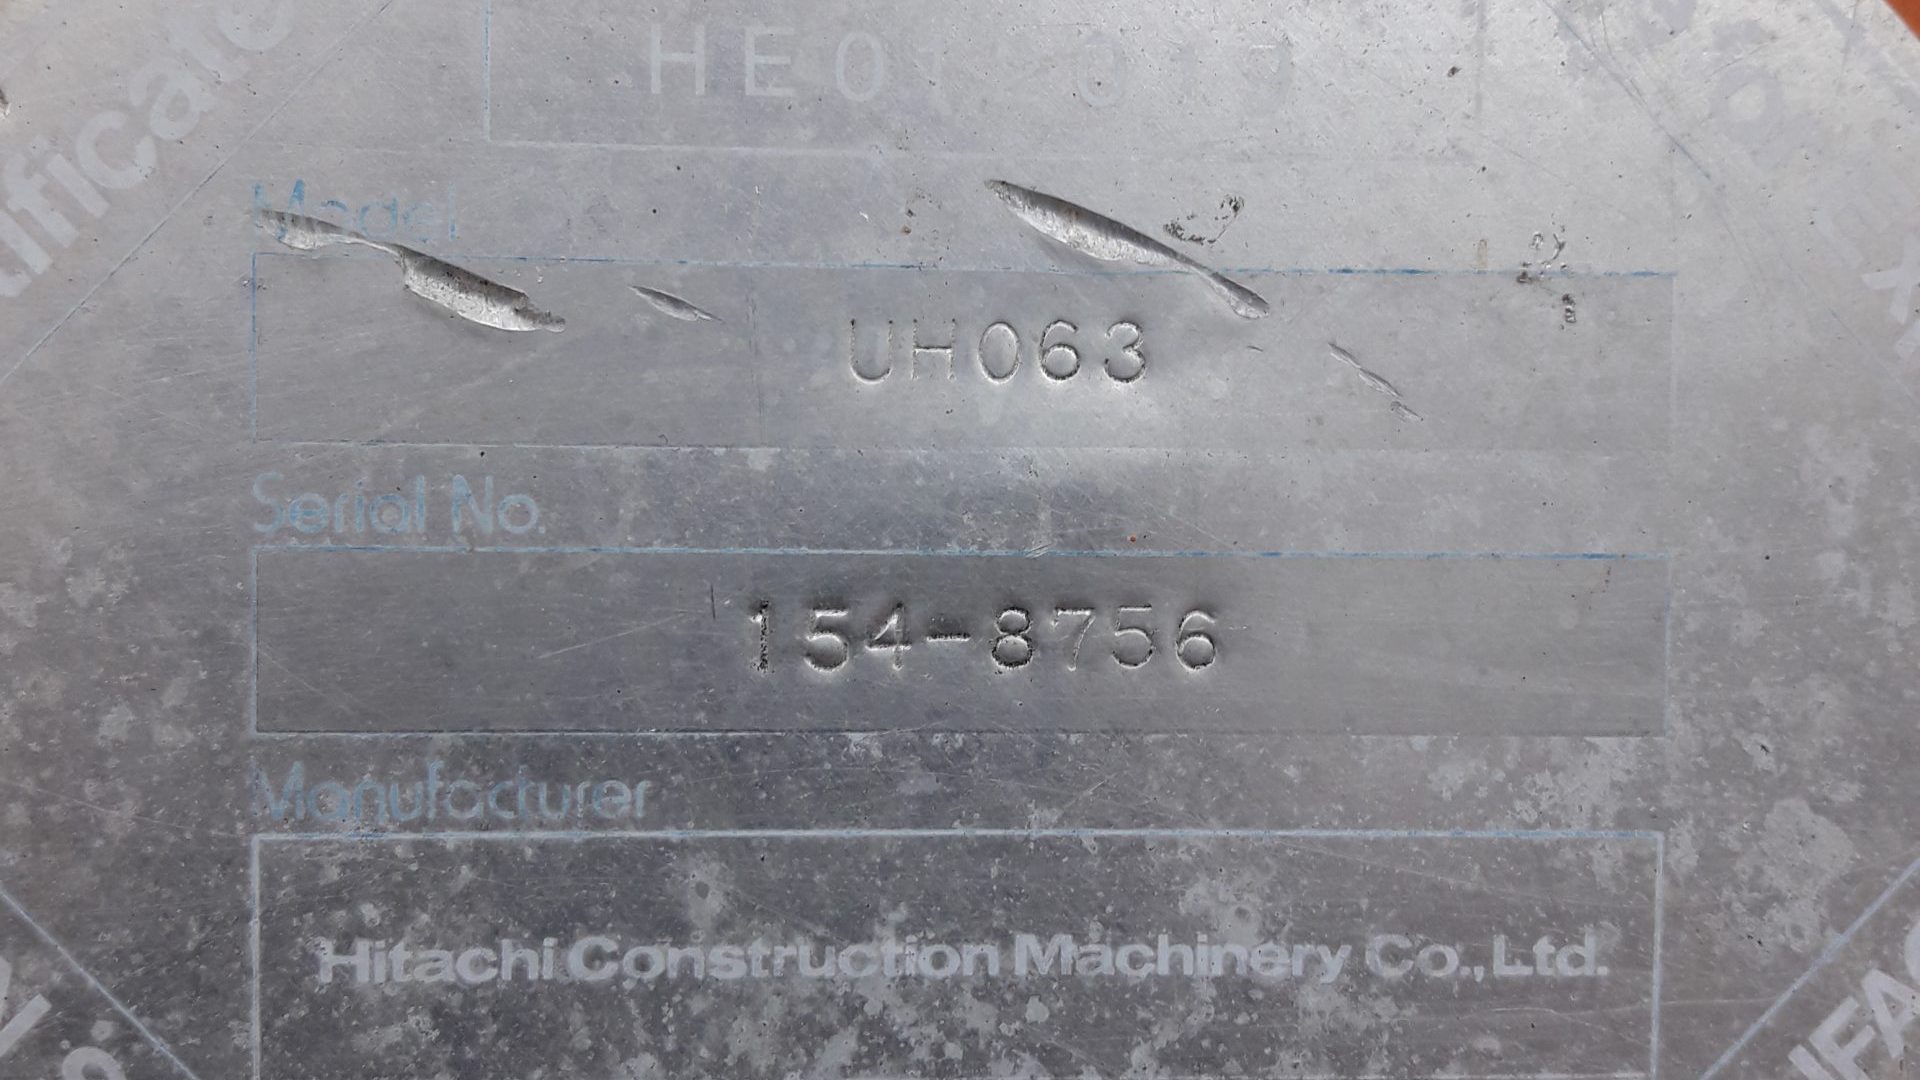 Model
UH063
Serial No.
154-8756
Manufacturer
Hitachi Construction Machinery Co., Ltd.